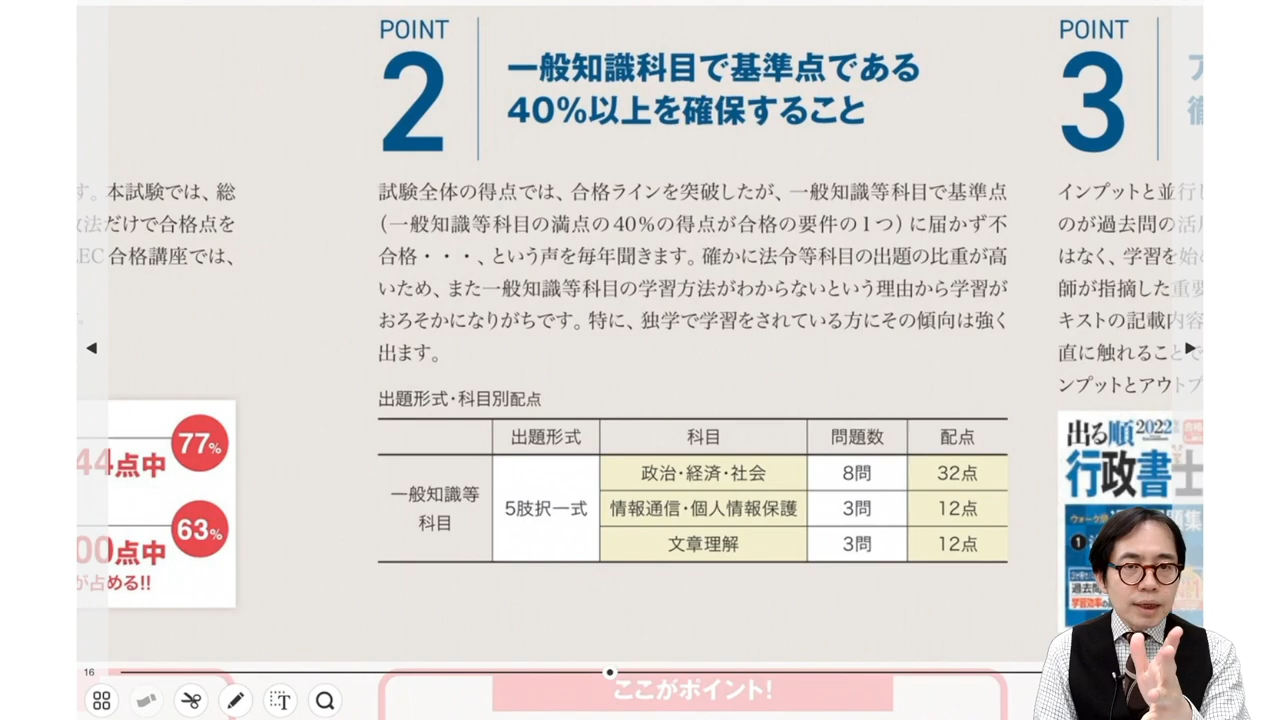 す。本試験では、総
法だけで合格点を
LEC合格講座では、
44点中
77%
00点中
63%
が占める!!
POINT
2
一般知識科目で基準点である
40%以上を確保すること
試験全体の得点では、合格ラインを突破したが、一般知識等科目で基準点
（一般知識等科目の満点の40％の得点が合格の要件の1つ）に届かず不
合格・・・、という声を毎年聞きます。確かに法令等科目の出題の比重が高
いため、また一般知識等科目の学習方法がわからないという理由から学習が
おろそかになりがちです。特に、独学で学習をされている方にその傾向は強く
出ます。
出題形式・科目別配点
出題形式 科目 問題数 配点
一般知識等
科目
5肢択一式
政治・経済・社会 8問 32点
情報通信・個人情報保護 3問 12点
文章理解 3問 12点
ここがポイント!
POINT
3
インプットと並行し
のが過去問の活用
はなく、学習を始め
師が指摘した重要
キストの記載内容
直に触れることで
ンプットとアウトプ
出る順 2022
行政書士
16